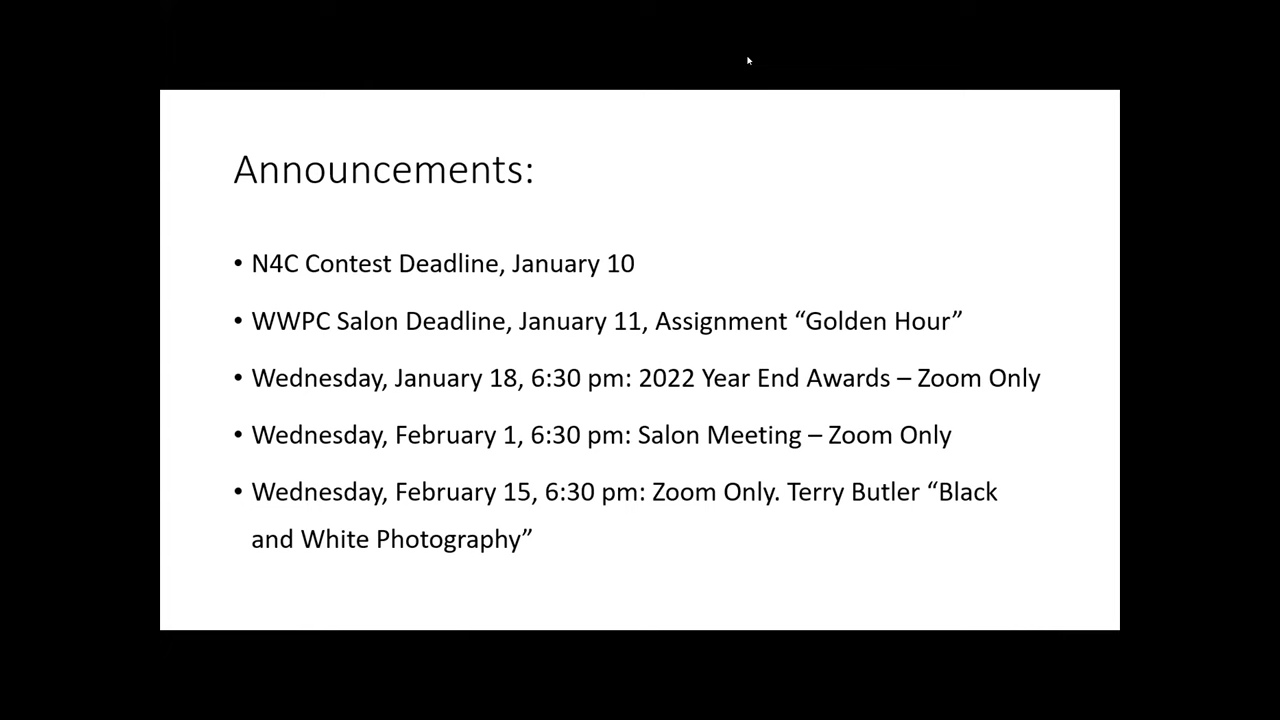 Announcements:
• N4C Contest Deadline, January 10
• WWPC Salon Deadline, January 11, Assignment “Golden Hour”
• Wednesday, January 18, 6:30 pm: 2022 Year End Awards – Zoom Only
• Wednesday, February 1, 6:30 pm: Salon Meeting – Zoom Only
• Wednesday, February 15, 6:30 pm: Zoom Only. Terry Butler “Black
and White Photography”